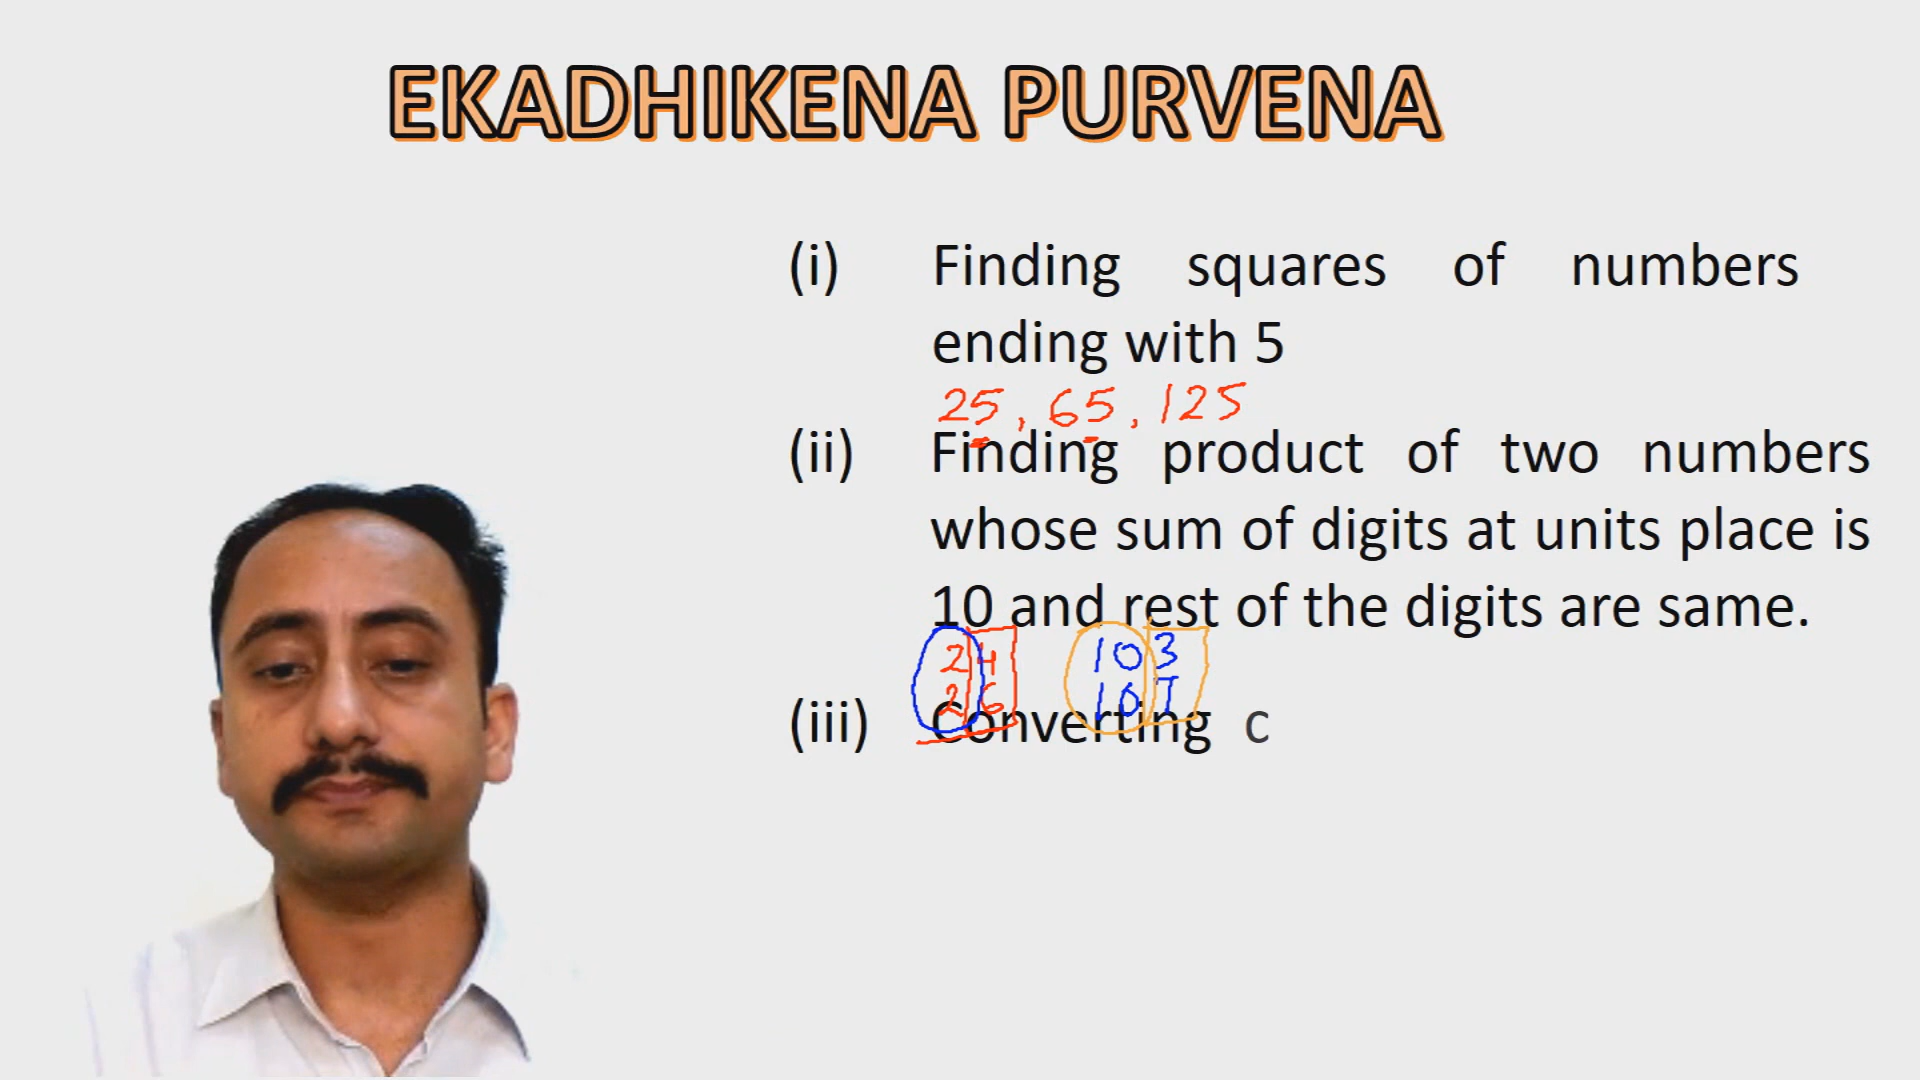 EKADHIKENA PURVENA
(i) Finding squares of numbers
ending with 5
25, 65, 125
(ii) Finding product of two numbers
whose sum of digits at units place is
10 and rest of the digits are same.
24 103
26 107
(iii) Converting c